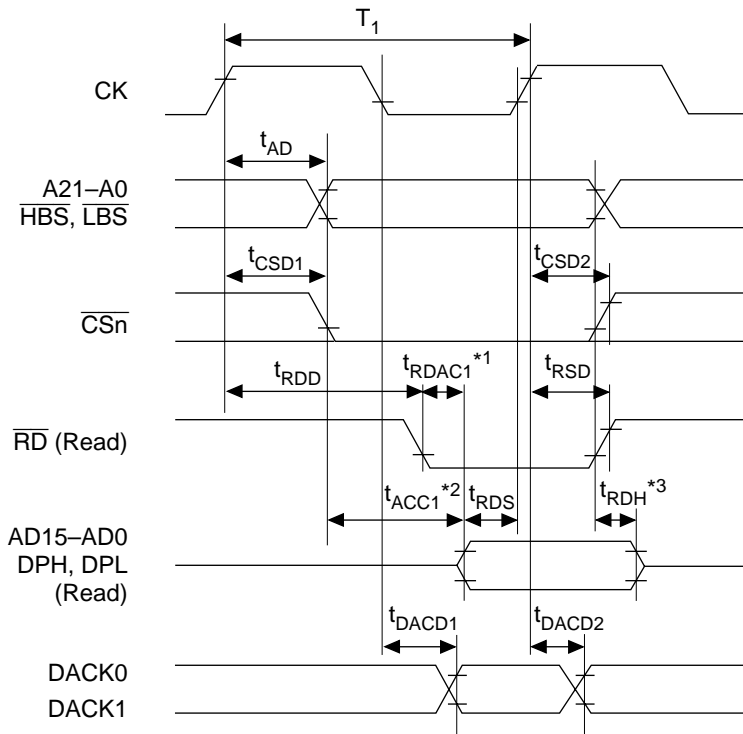 T1
CK
tAD
A21–A0
HBS, LBS
tCSD1
tCSD2
CSn
tRDD
tRDAC1*1
tRSD
RD (Read)
tACC1*2
tRDS
tRDH*3
AD15–AD0
DPH, DPL
(Read)
tDACD1
tDACD2
DACK0
DACK1